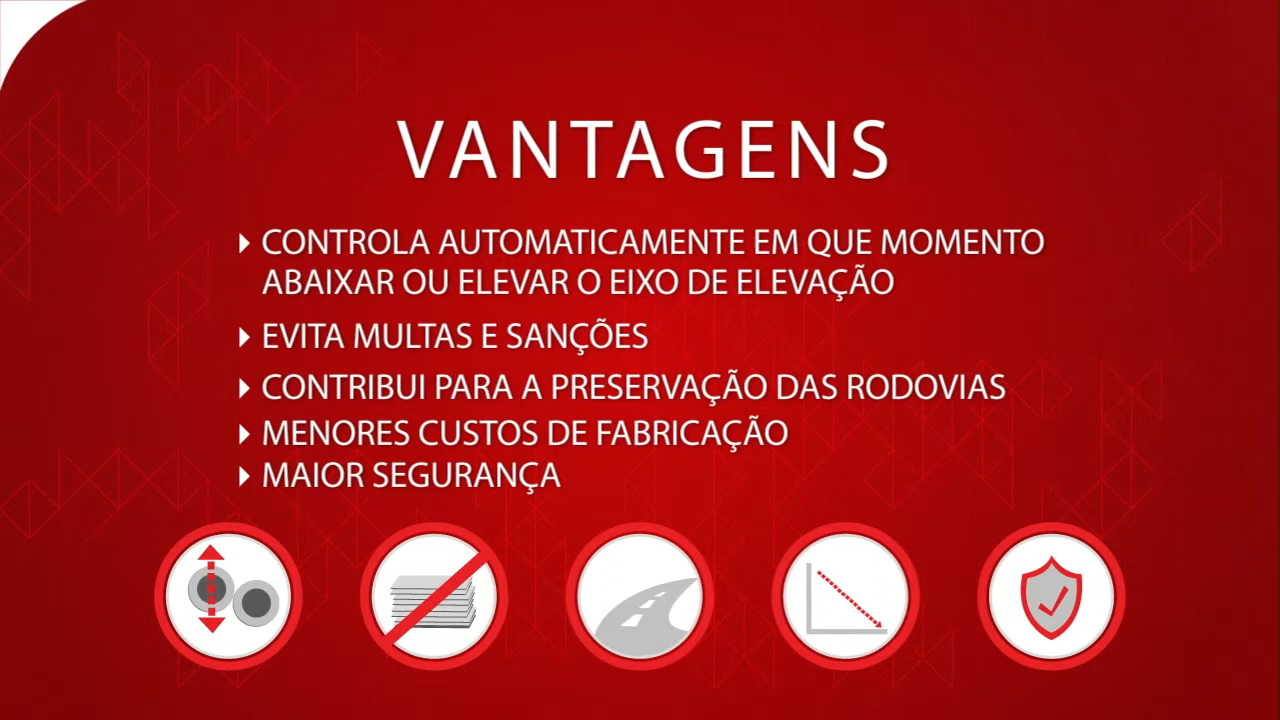 VANTAGENS
CONTROLA AUTOMATICAMENTE EM QUE MOMENTO
ABAIXAR OU ELEVAR O EIXO DE ELEVAÇÃO
EVITA MULTAS E SANÇÕES
CONTRIBUI PARA A PRESERVAÇÃO DAS RODOVIAS
MENORES CUSTOS DE FABRICAÇÃO
MAIOR SEGURANÇA